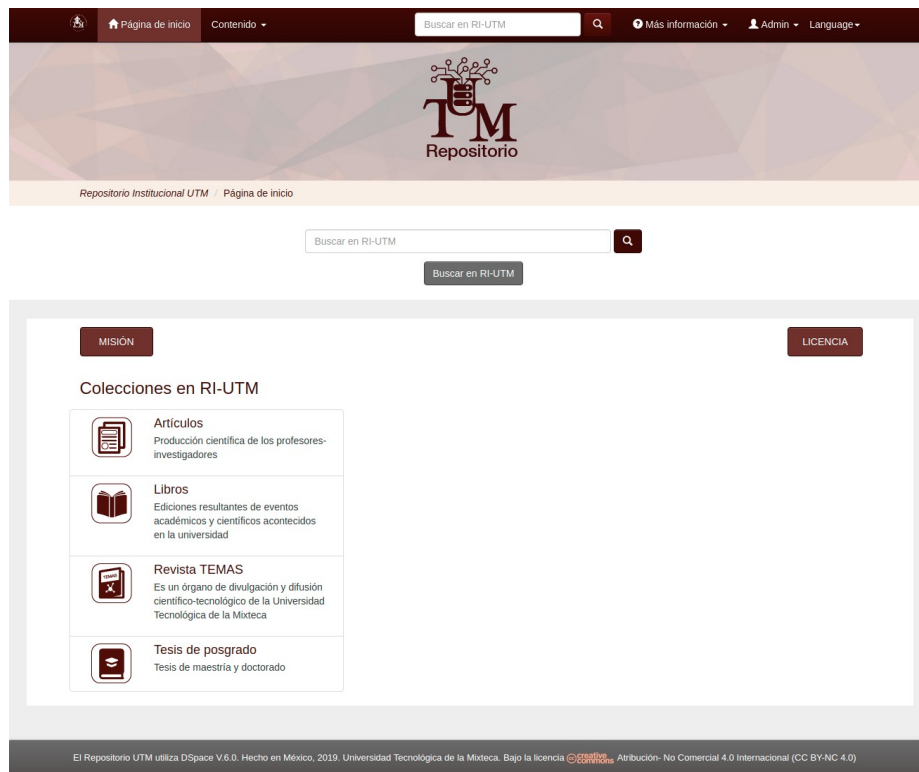 Página de inicio Contenido Buscar en RI-UTM Más información Admin Language
UTM
Repositorio
Repositorio Institucional UTM / Página de inicio
Buscar en RI-UTM
Buscar en RI-UTM
MISIÓN LICENCIA
Colecciones en RI-UTM
Artículos
Producción científica de los profesores-
investigadores
Libros
Ediciones resultantes de eventos
académicos y científicos acontecidos
en la universidad
TEMAS
Revista TEMAS
Es un órgano de divulgación y difusión
científico-tecnológico de la Universidad
Tecnológica de la Mixteca
Tesis de posgrado
Tesis de maestría y doctorado
El Repositorio UTM utiliza DSpace V.6.0. Hecho en México, 2019. Universidad Tecnológica de la Mixteca. Bajo la licencia creative commons Atribución- No Comercial 4.0 Internacional (CC BY-NC 4.0)